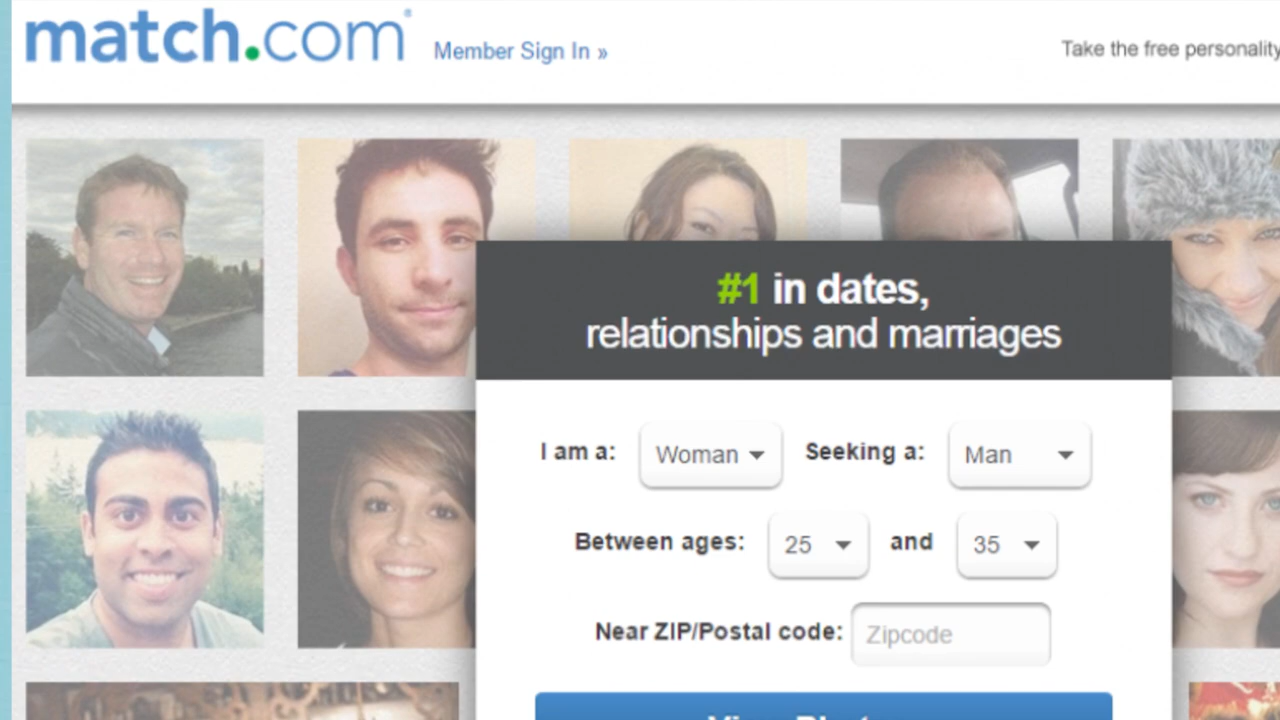 match.com®
Member Sign In »
Take the free personality
#1 in dates,
relationships and marriages
I am a: Woman Seeking a: Man
Between ages: 25 and 35
Near ZIP/Postal code: Zipcode